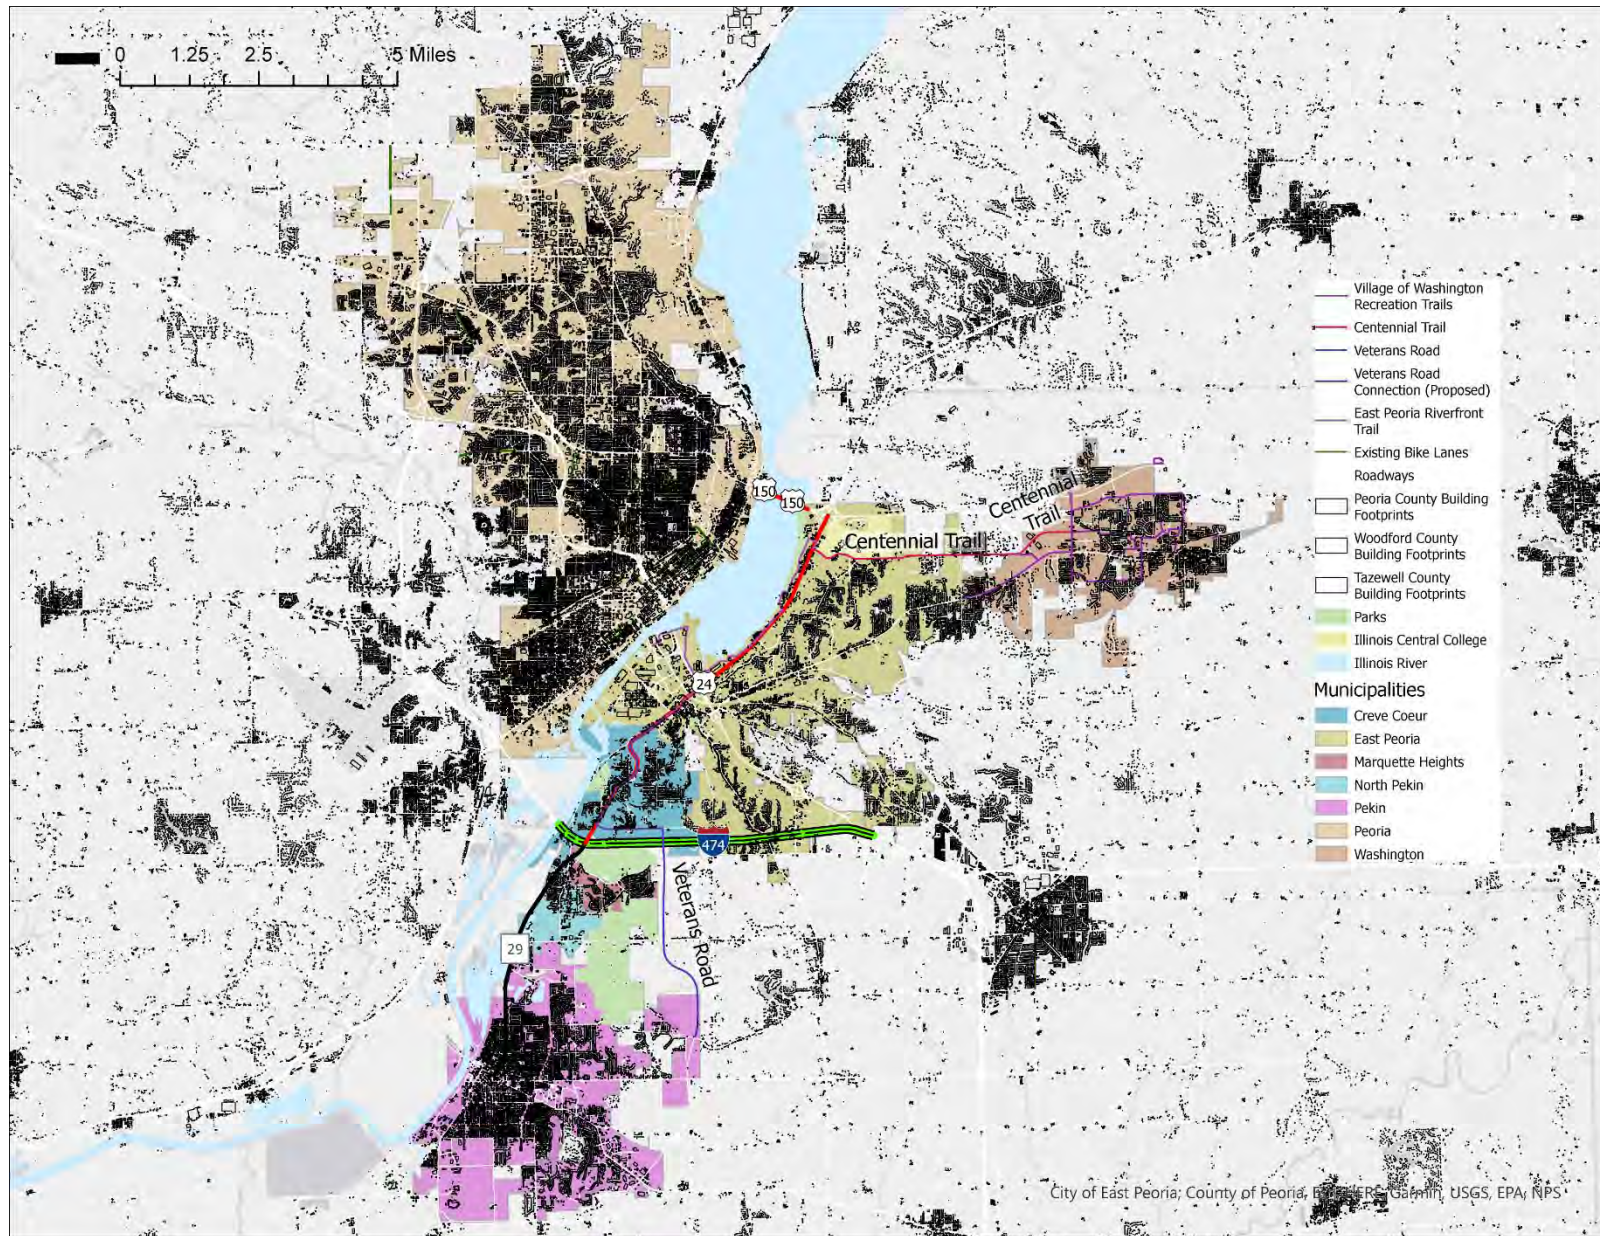 0 1.25 2.5 5 Miles
150
150
Centennial
Trail
Centennial Trail
24
474
Veterans Road
29
Village of Washington
Recreation Trails
Centennial Trail
Veterans Road
Veterans Road
Connection (Proposed)
East Peoria Riverfront
Trail
Existing Bike Lanes
Roadways
Peoria County Building
Footprints
Woodford County
Building Footprints
Tazewell County
Building Footprints
Parks
Illinois Central College
Illinois River
Municipalities
Creve Coeur
East Peoria
Marquette Heights
North Pekin
Pekin
Peoria
Washington
City of East Peoria, County of Peoria, Garmin, USGS, EPA, NPS